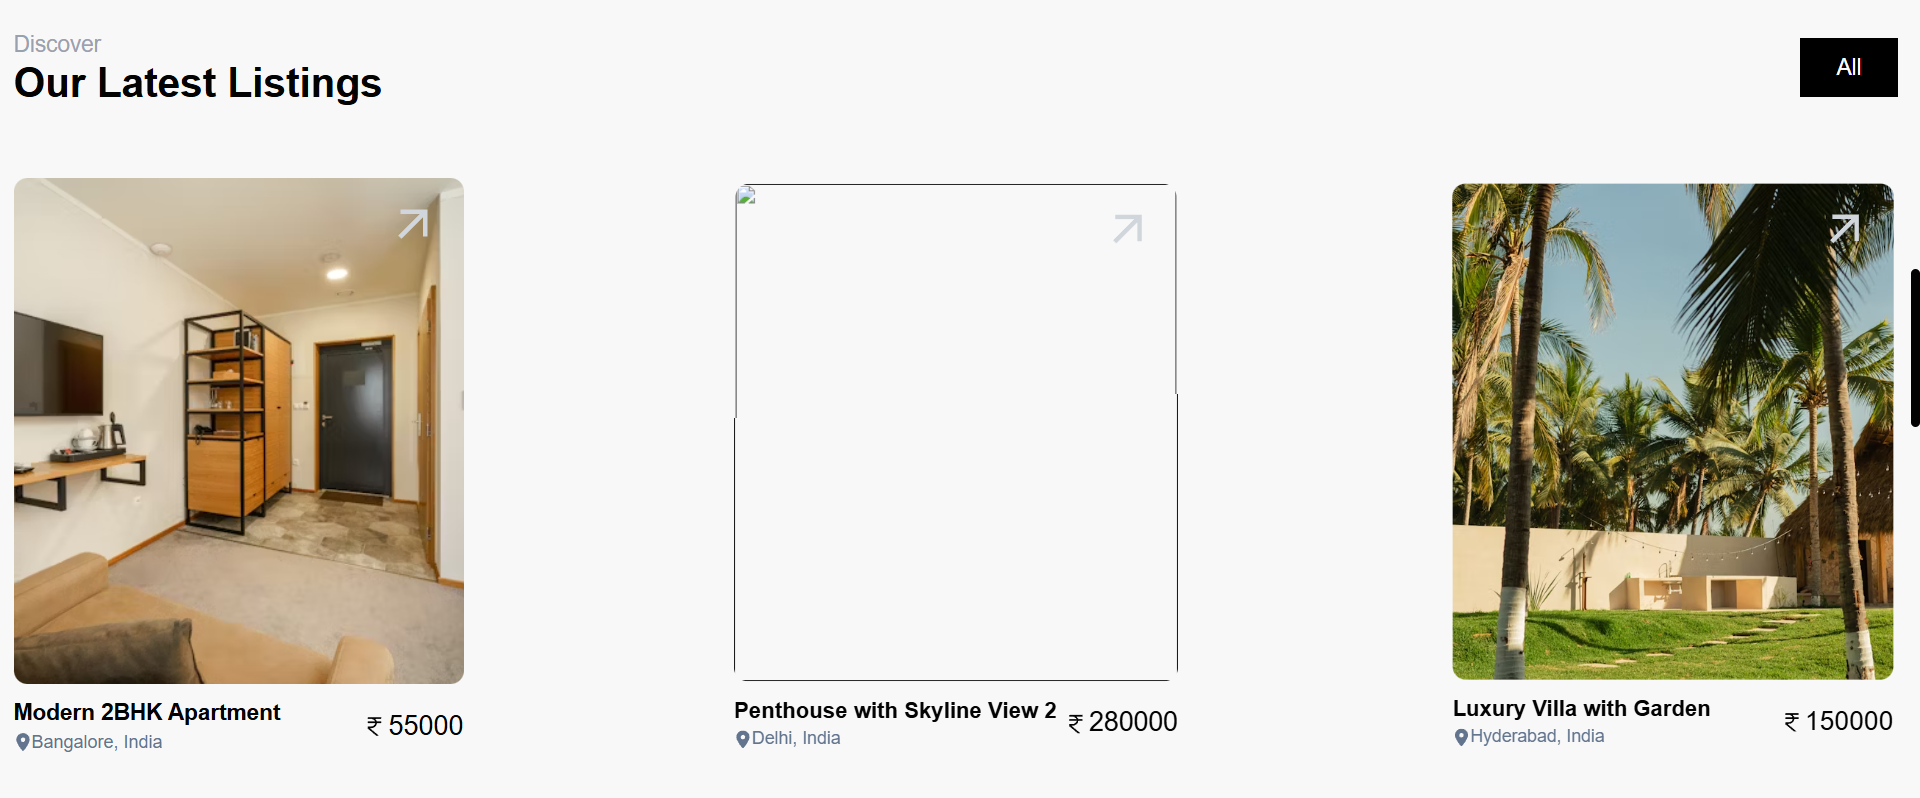 Discover
Our Latest Listings
All
Modern 2BHK Apartment
₹ 55000
Bangalore, India
Penthouse with Skyline View 2
₹ 280000
Delhi, India
Luxury Villa with Garden
₹ 150000
Hyderabad, India